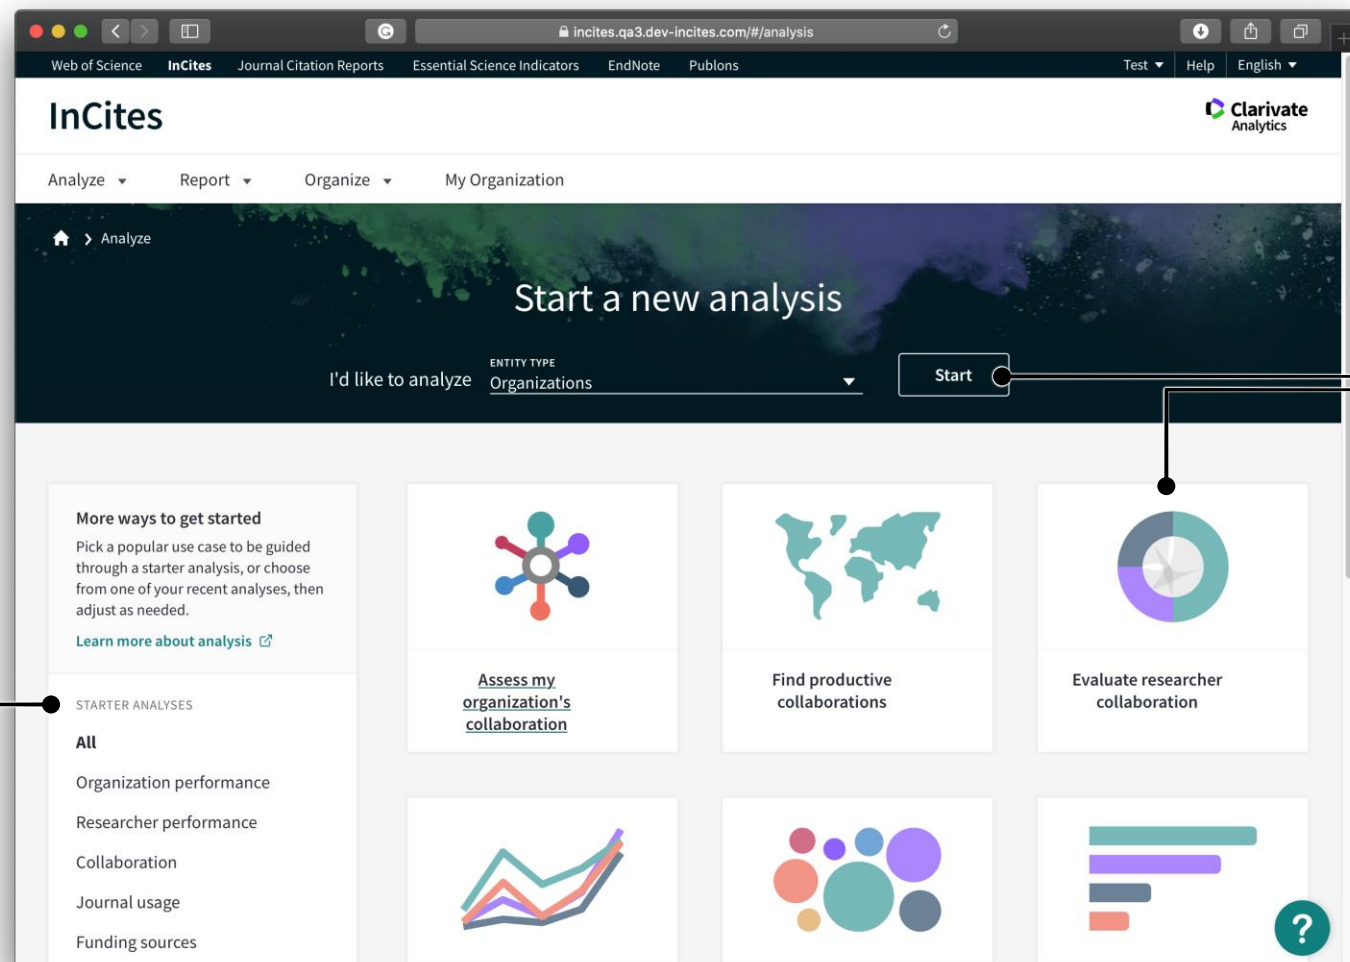 incites.qa3.dev-incites.com/#/analysis
Web of Science InCites Journal Citation Reports Essential Science Indicators EndNote Publons Test Help English
InCites
Clarivate
Analytics
Analyze Report Organize My Organization
Analyze
Start a new analysis
ENTITY TYPE
I'd like to analyze Organizations Start
More ways to get started
Pick a popular use case to be guided
through a starter analysis, or choose
from one of your recent analyses, then
adjust as needed.
Learn more about analysis
STARTER ANALYSES
All
Organization performance
Researcher performance
Collaboration
Journal usage
Funding sources
Assess my
organization's
collaboration
Find productive
collaborations
Evaluate researcher
collaboration
?